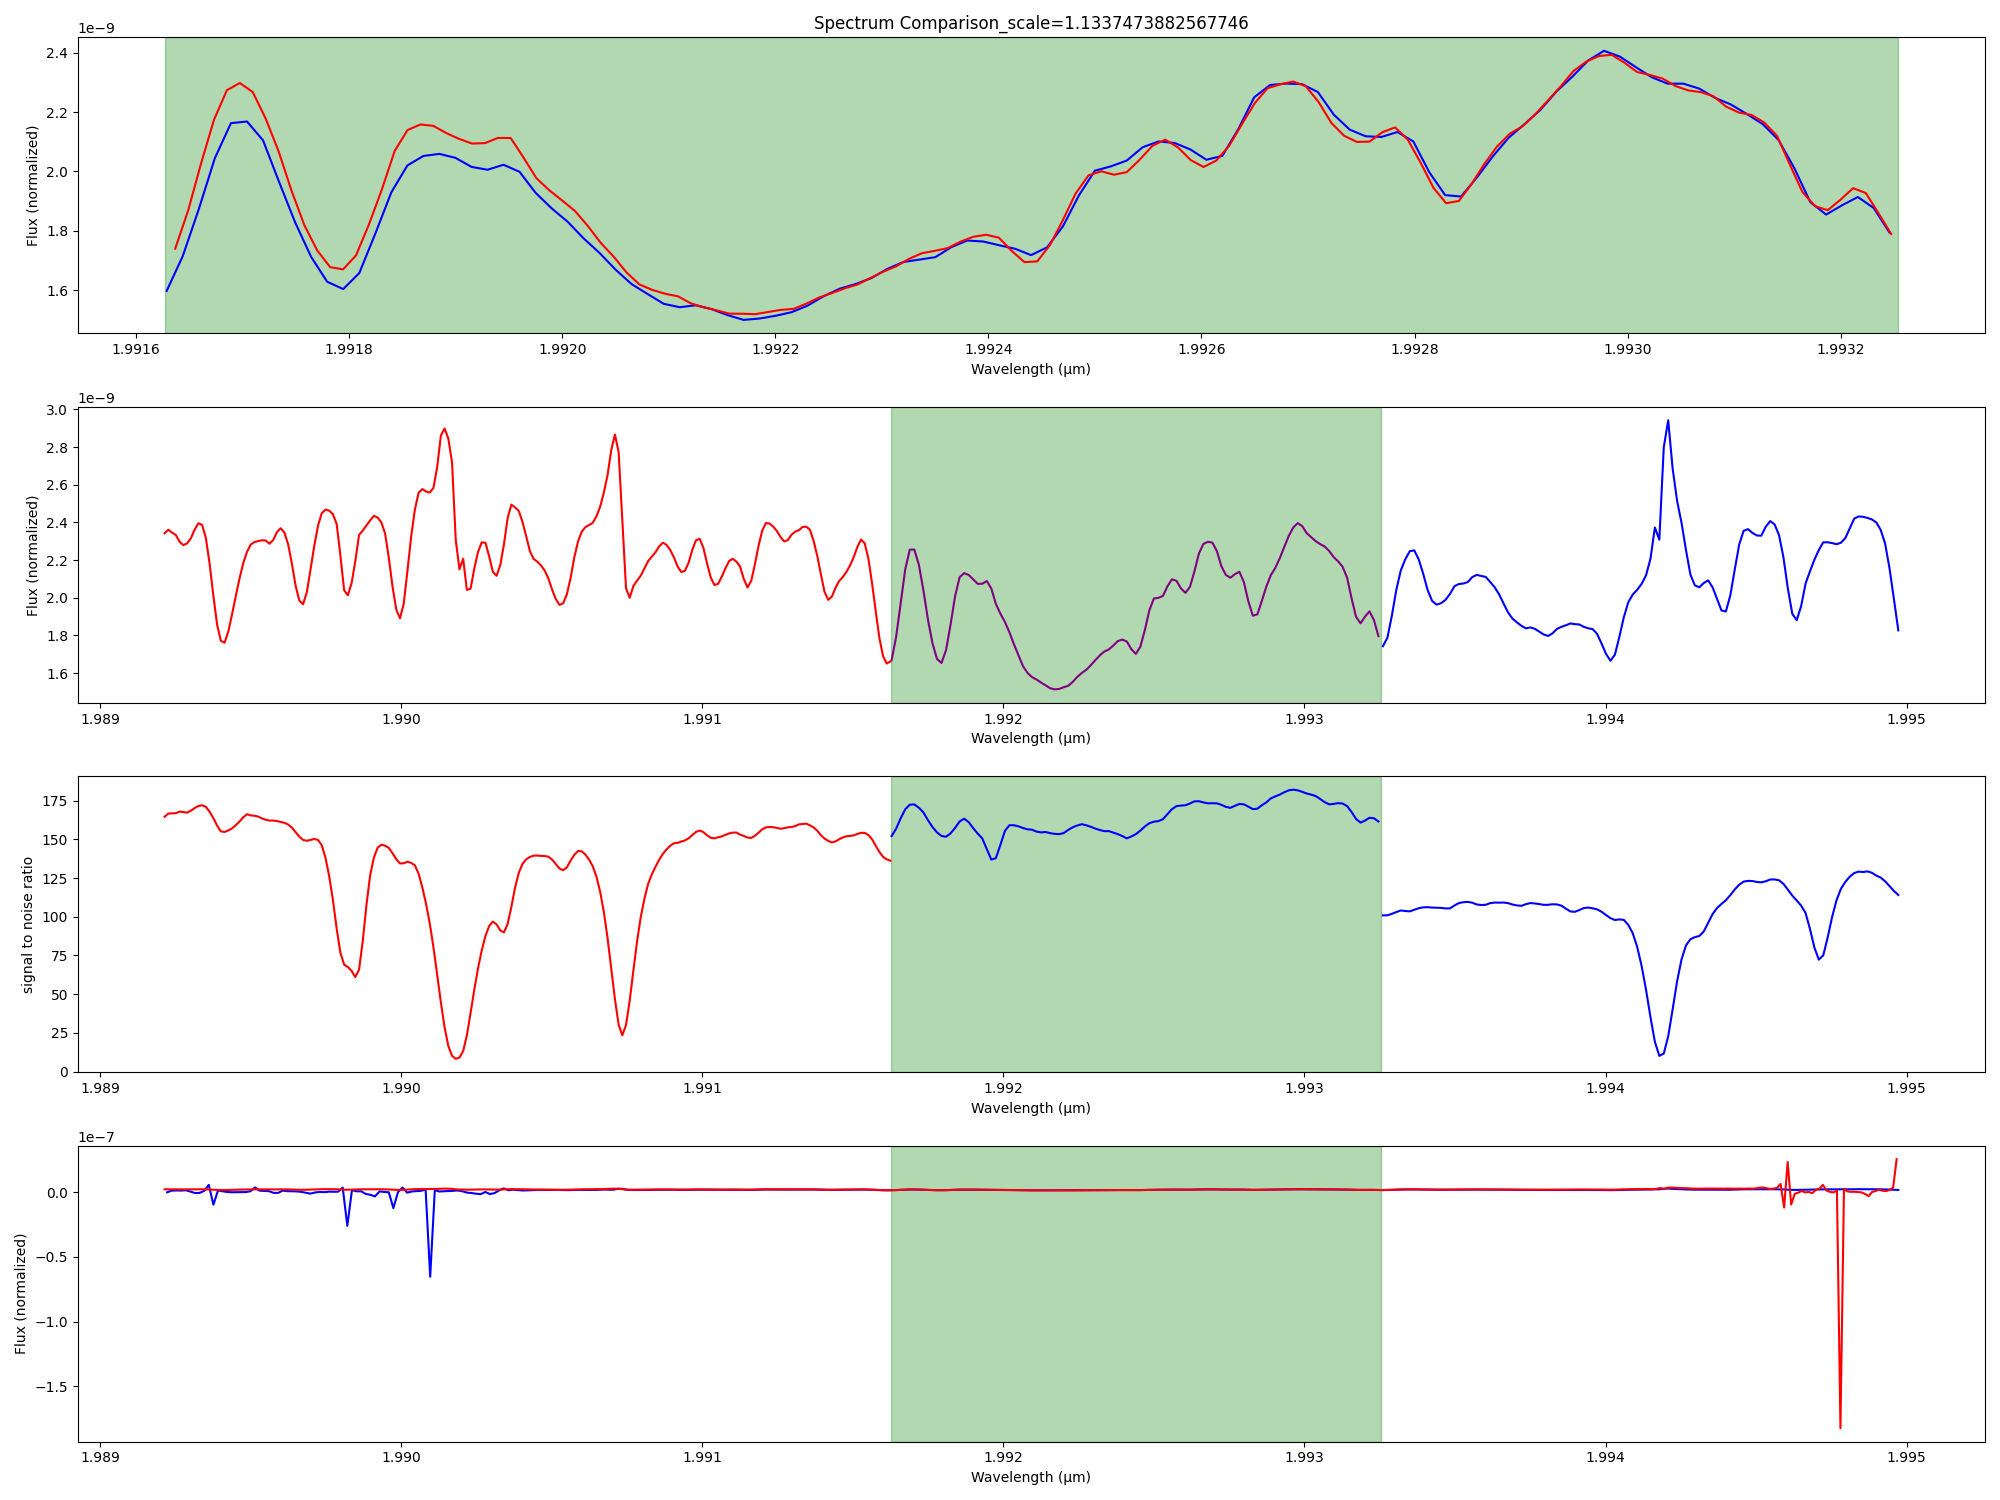 Spectrum Comparison_scale=1.1337473882567746
1e−9
2.4
2.2
2.0
1.8
1.6
Flux (normalized)
1.9916 1.9918 1.9920 1.9922 1.9924 1.9926 1.9928 1.9930 1.9932
Wavelength (μm)
1e−9
3.0
2.8
2.6
2.4
2.2
2.0
1.8
1.6
Flux (normalized)
1.989 1.990 1.991 1.992 1.993 1.994 1.995
Wavelength (μm)
175
150
125
100
75
50
25
0
signal to noise ratio
1.989 1.990 1.991 1.992 1.993 1.994 1.995
Wavelength (μm)
1e−7
0.0
−0.5
−1.0
−1.5
Flux (normalized)
1.989 1.990 1.991 1.992 1.993 1.994 1.995
Wavelength (μm)